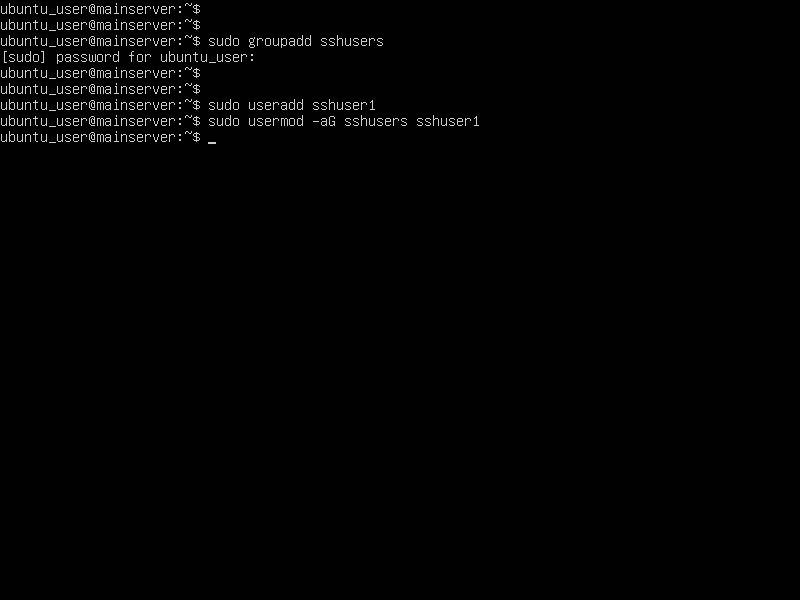 ubuntu_user@mainserver:~$
ubuntu_user@mainserver:~$
ubuntu_user@mainserver:~$ sudo groupadd sshusers
[sudo] password for ubuntu_user:
ubuntu_user@mainserver:~$
ubuntu_user@mainserver:~$
ubuntu_user@mainserver:~$ sudo useradd sshuser1
ubuntu_user@mainserver:~$ sudo usermod -aG sshusers sshuser1
ubuntu_user@mainserver:~$ _